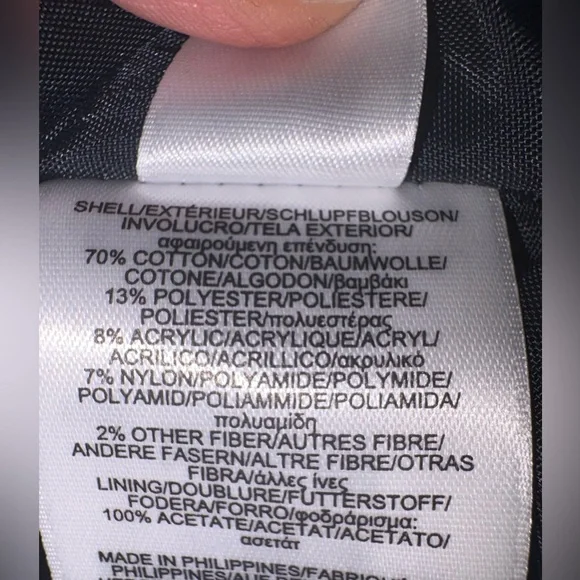 SHELL/EXTÉRIEUR/SCHLUPFBLOUSON/
INVOLUCRO/TELA EXTERIOR/
αφαιρούμενη επένδυση:
70% COTTON/COTON/BAUMWOLLE/
COTONE/ALGODON/βαμβάκι
13% POLYESTER/POLIESTERE/
POLIESTER/πολυεστέρας
8% ACRYLIC/ACRYLIQUE/ACRYL/
ACRILICO/ACRILLICO/ακρυλικό
7% NYLON/POLYAMIDE/POLYMIDE/
POLYAMID/POLIAMMIDE/POLIAMIDA/
πολυαμίδη
2% OTHER FIBER/AUTRES FIBRE/
ANDERE FASERN/ALTRE FIBRE/OTRAS
FIBRA/άλλες ίνες
LINING/DOUBLURE/FUTTERSTOFF/
FODERA/FORRO/φοδράρισμα:
100% ACETATE/ACETAT/ACETATO/
ασετάτ
MADE IN PHILIPPINES/FABRIQUE